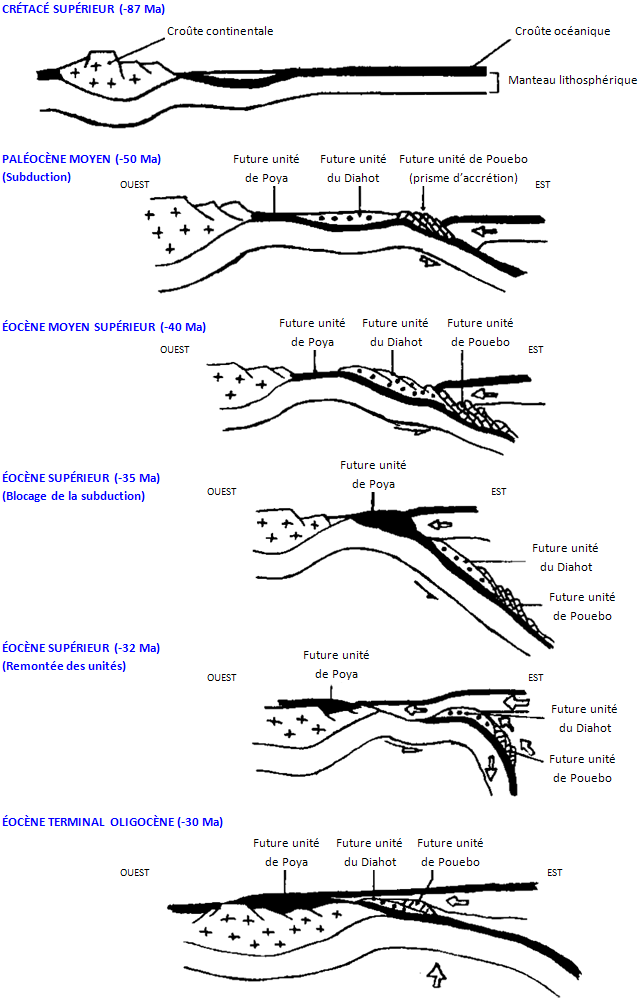 CRÉTACÉ SUPÉRIEUR (-87 Ma)
Croûte continentale
Croûte océanique
Manteau lithosphérique
PALÉOCÈNE MOYEN (-50 Ma)
(Subduction)
OUEST
Future unité
de Poya
Future unité
du Diahot
Future unité de Pouebo
(prisme d’accrétion)
EST
ÉOCÈNE MOYEN SUPÉRIEUR (-40 Ma)
OUEST
Future unité
de Poya
Future unité
du Diahot
Future unité
de Pouebo
EST
ÉOCÈNE SUPÉRIEUR (-35 Ma)
(Blocage de la subduction)
OUEST
Future unité
de Poya
EST
Future unité
du Diahot
Future unité
de Pouebo
ÉOCÈNE SUPÉRIEUR (-32 Ma)
(Remontée des unités)
OUEST
Future unité
de Poya
EST
Future unité
du Diahot
Future unité
de Pouebo
ÉOCÈNE TERMINAL OLIGOCÈNE (-30 Ma)
OUEST
Future unité
de Poya
Future unité
du Diahot
Future unité
de Pouebo
EST